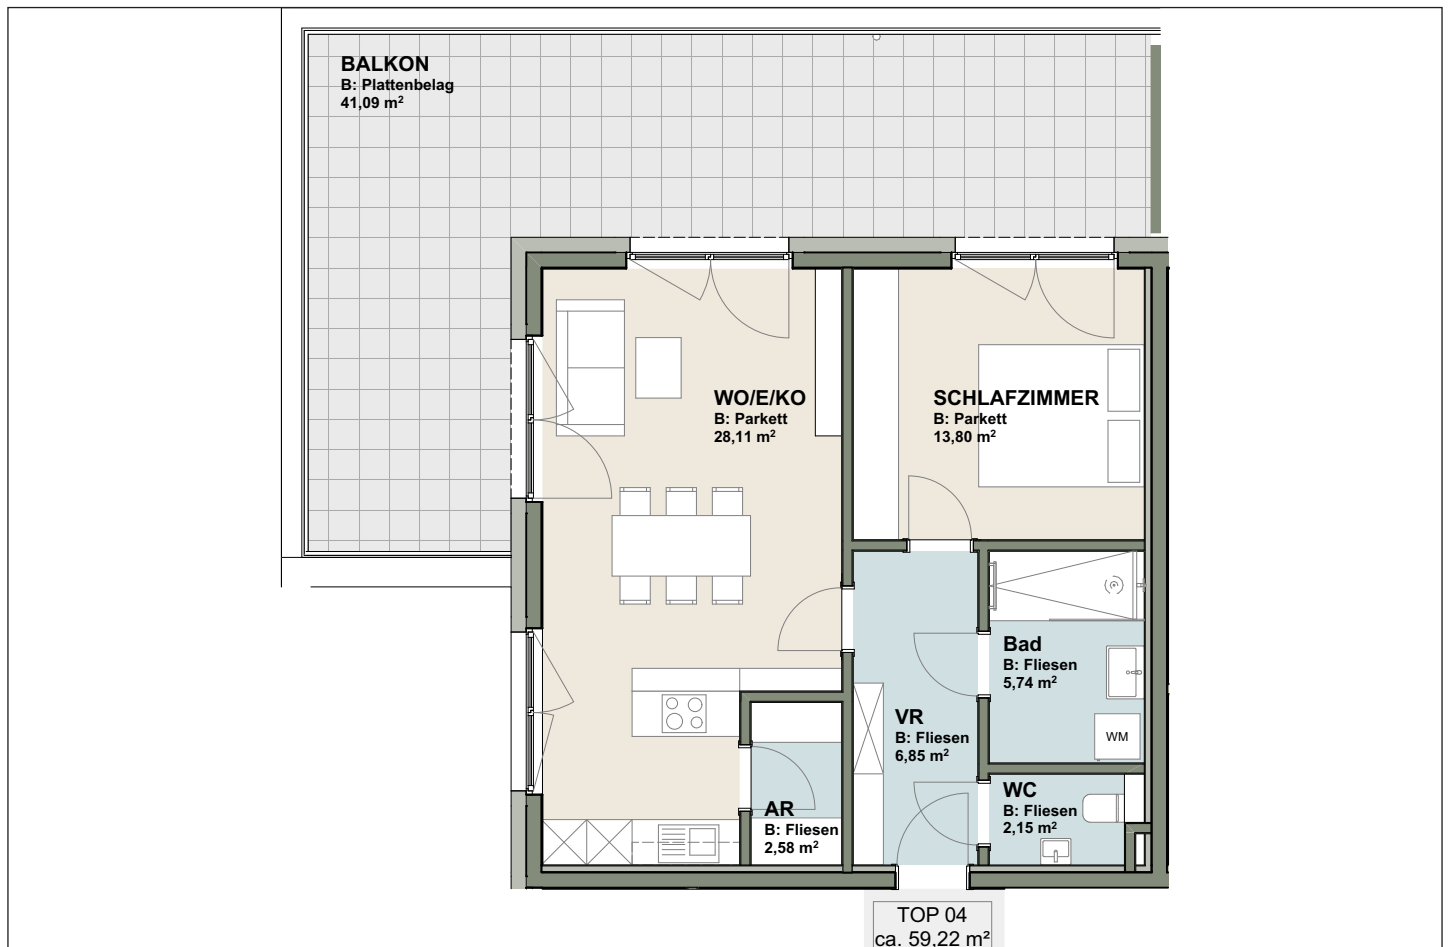 BALKON
B: Plattenbelag
41,09 m²
WO/E/KO
B: Parkett
28,11 m²
SCHLAFZIMMER
B: Parkett
13,80 m²
Bad
B: Fliesen
5,74 m²
WM
VR
B: Fliesen
6,85 m²
WC
B: Fliesen
2,15 m²
AR
B: Fliesen
2,58 m²
TOP 04
ca. 59,22 m²